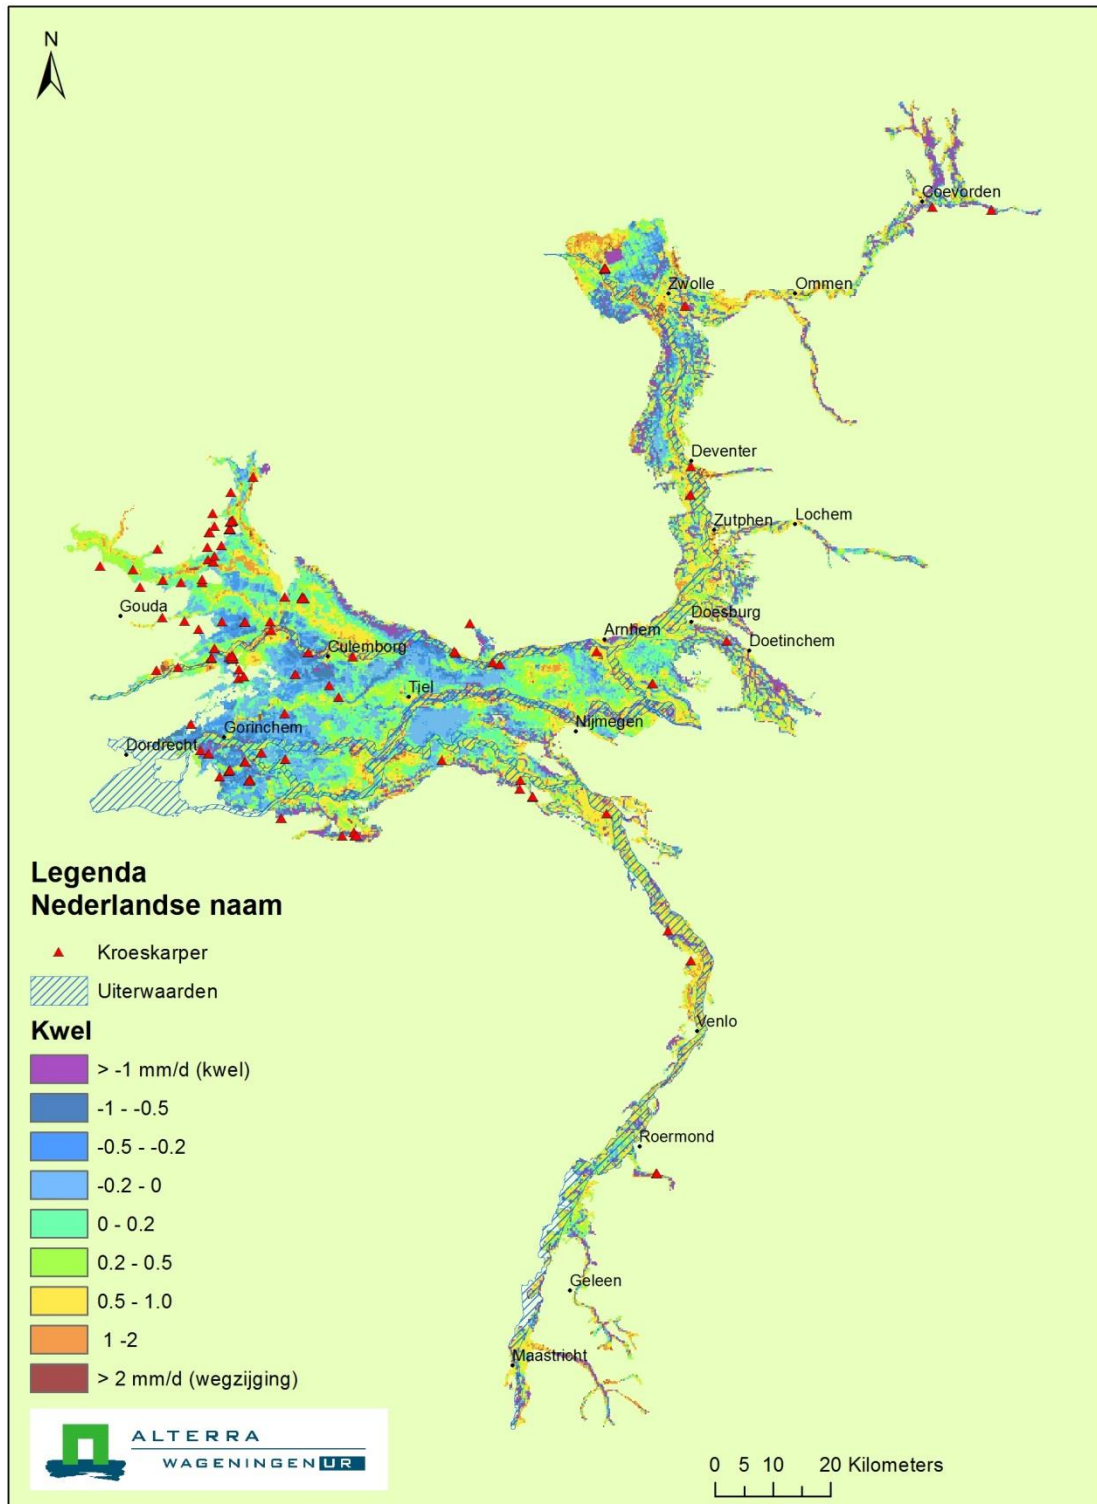 N
Coevorden
Zwolle
Ommen
Deventer
Zutphen
Lochem
Gouda
Doesburg
Arnhem
Doetinchem
Culemborg
Tiel
Nijmegen
Gorinchem
Dordrecht
Venlo
Roermond
Geleen
Maastricht
Legenda
Nederlandse naam
Kroeskarper
Uiterwaarden
Kwel
> -1 mm/d (kwel)
-1 - -0.5
-0.5 - -0.2
-0.2 - 0
0 - 0.2
0.2 - 0.5
0.5 - 1.0
1 -2
> 2 mm/d (wegzijging)
ALTERRA
WAGENINGEN UR
0 5 10 20 Kilometers